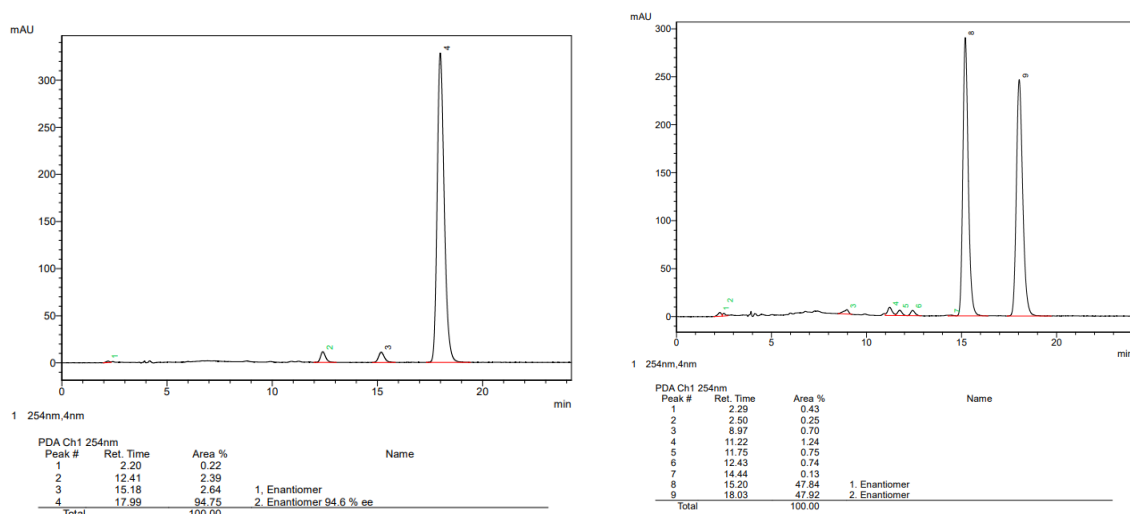 mAU
300
250
200
150
100
50
0
1
2
3
4
0 5 10 15 20
min
1 254nm,4nm
PDA Ch1 254nm
Peak # Ret. Time Area % Name
1 2.20 0.22
2 12.41 2.39
3 15.18 2.64 1, Enantiomer
4 17.99 94.75 2. Enantiomer 94.6 % ee
Total 100.00
mAU
300
250
200
150
100
50
0
1
2
3
4
5
6
7
8
9
0 5 10 15 20
min
1 254nm,4nm
PDA Ch1 254nm
Peak # Ret. Time Area % Name
1 2.29 0.43
2 2.50 0.25
3 8.97 0.70
4 11.22 1.24
5 11.75 0.75
6 12.43 0.74
7 14.44 0.13
8 15.20 47.84 1. Enantiomer
9 18.03 47.92 2. Enantiomer
Total 100.00